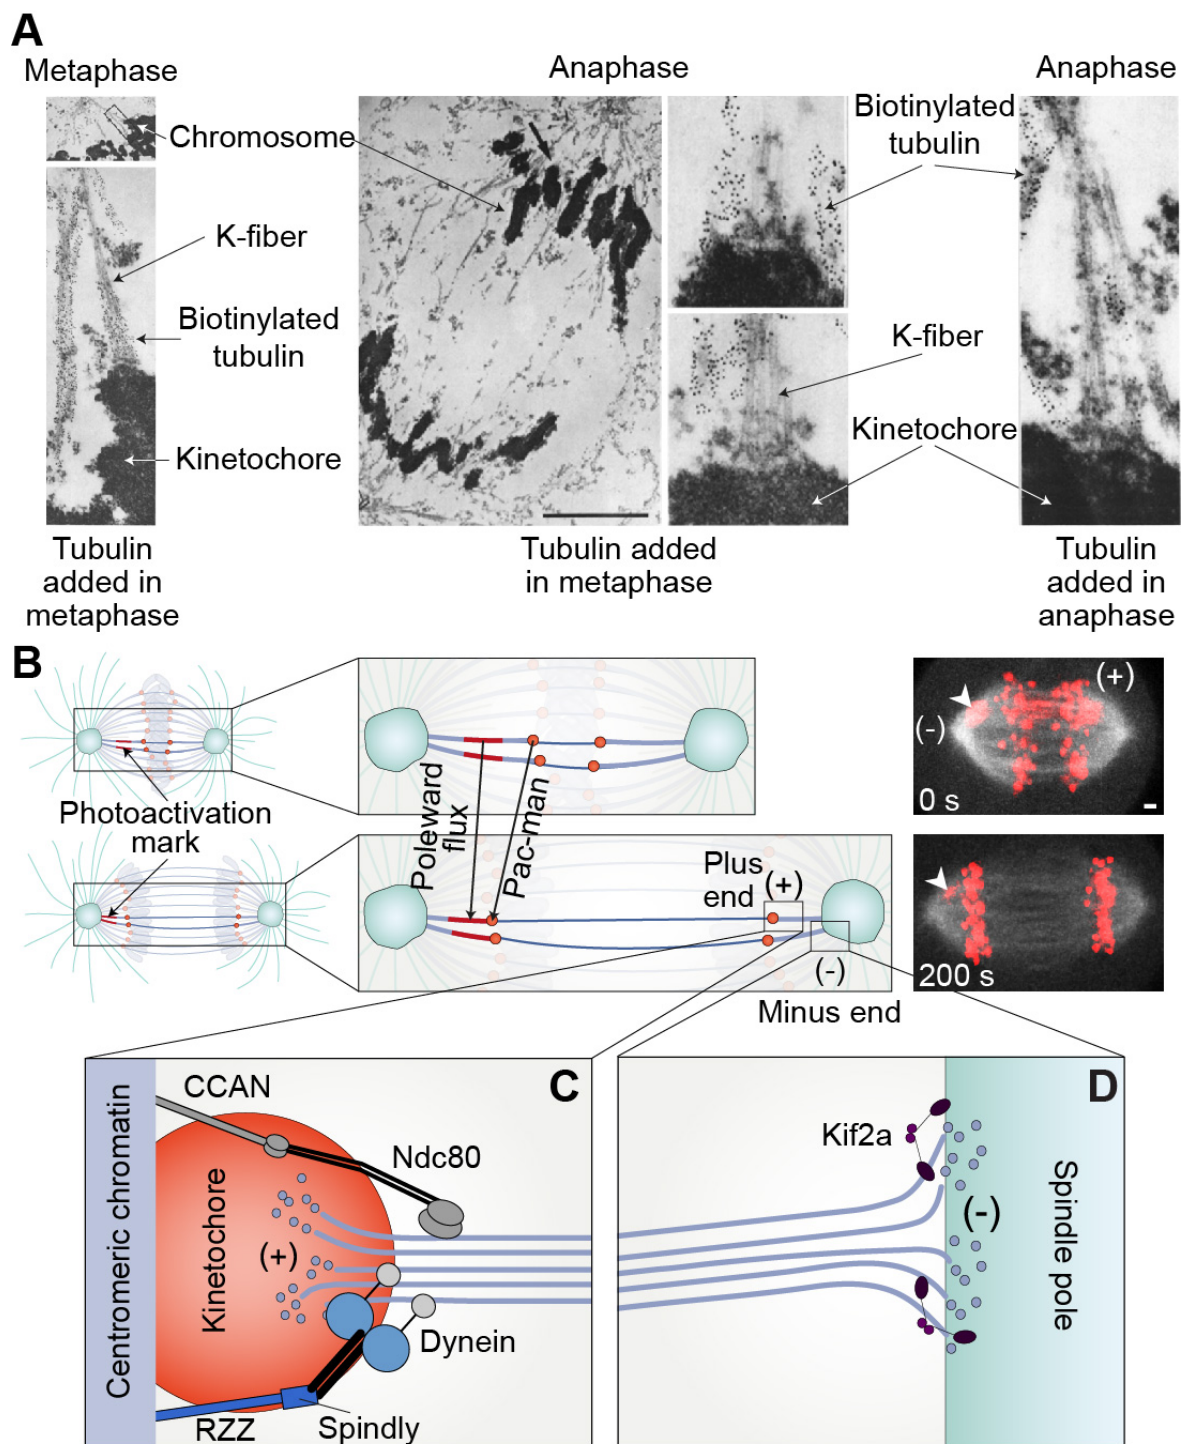 A
Metaphase
Anaphase
Anaphase
Chromosome
Biotinylated
tubulin
K-fiber
Biotinylated
tubulin
K-fiber
Kinetochore
Kinetochore
Tubulin
added in
metaphase
Tubulin added
in metaphase
Tubulin
added in
anaphase
B
Photoactivation
mark
Poleward
flux
Pac-man
Plus
end
(+)
(-)
Minus end
(+)
(-)
0 s
200 s
C
CCAN
Ndc80
Centromeric chromatin
Kinetochore
(+)
Dynein
RZZ
Spindly
D
Kif2a
(-)
Spindle pole